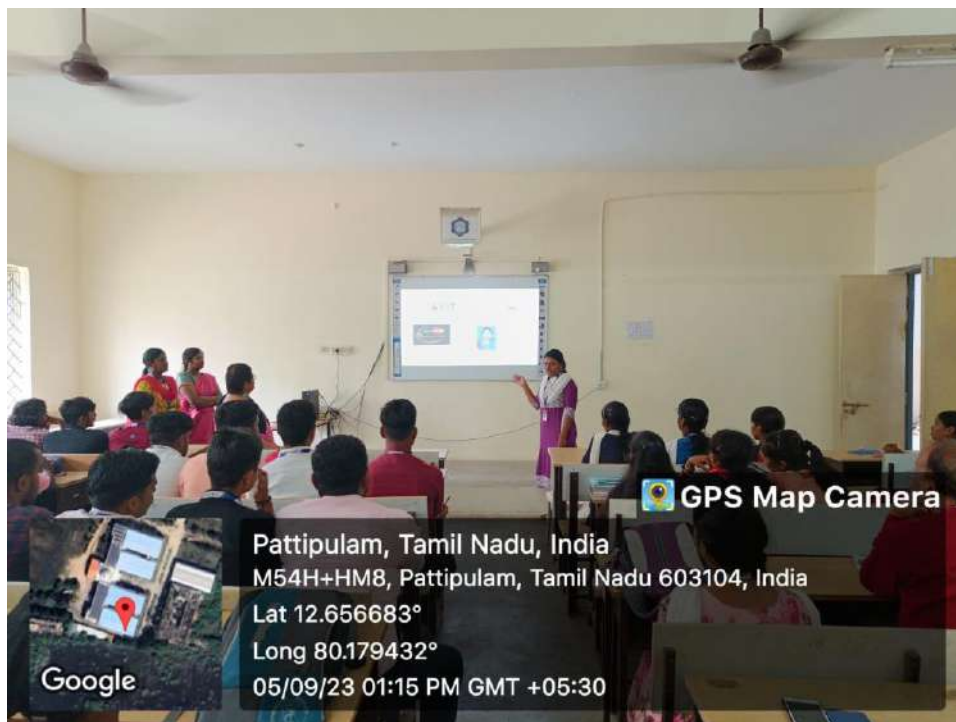 GPS Map Camera
Pattipulam, Tamil Nadu, India
M54H+HM8, Pattipulam, Tamil Nadu 603104, India
Lat 12.656683°
Long 80.179432°
05/09/23 01:15 PM GMT +05:30
Google